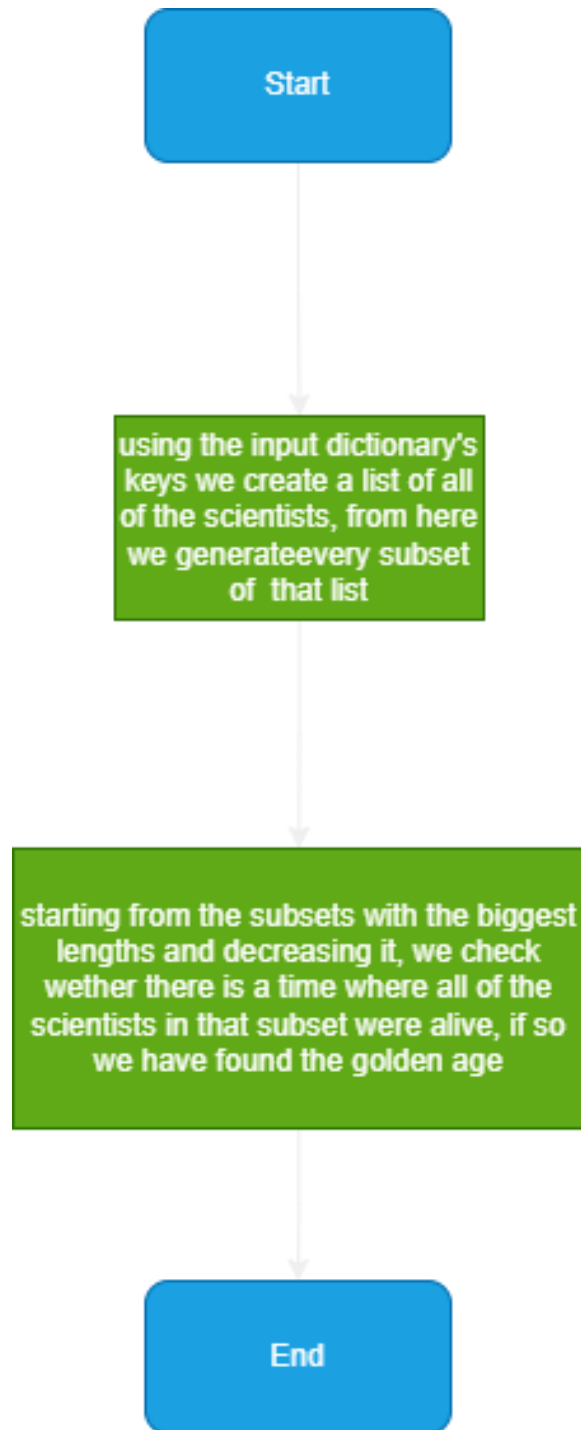 Start
using the input dictionary's
keys we create a list of all
of the scientists, from here
we generateevery subset
of that list
starting from the subsets with the biggest
lengths and decreasing it, we check
wether there is a time where all of the
scientists in that subset were alive, if so
we have found the golden age
End